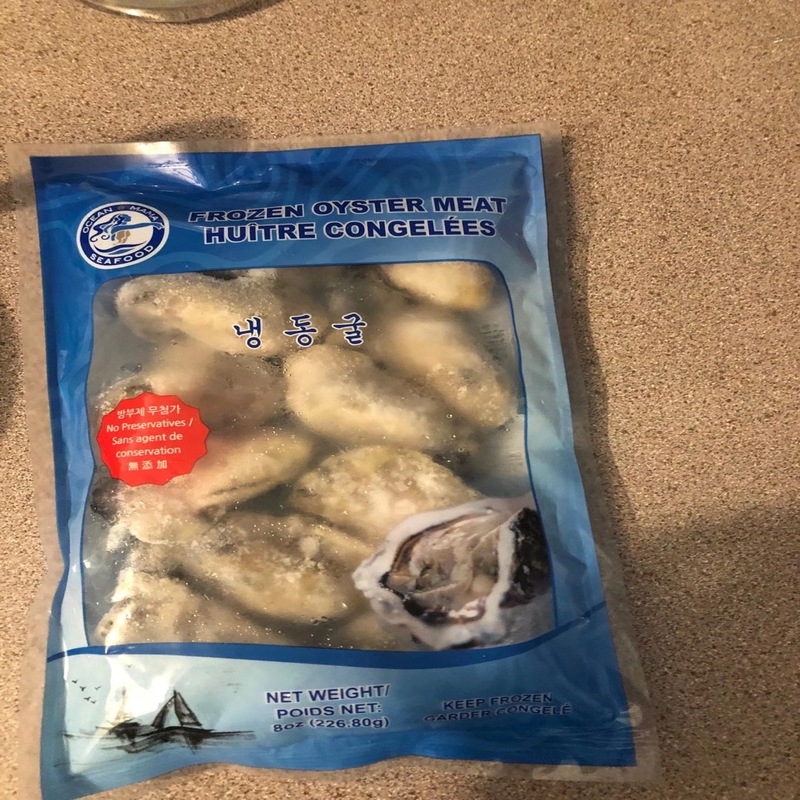 OCEAN MAMA
SEAFOOD
FROZEN OYSTER MEAT
HUÎTRE CONGELÉES
냉동굴
방부제 무첨가
No Preservatives /
Sans agent de
conservation
無添加
NET WEIGHT/
POIDS NET:
8oz (226.80g)
KEEP FROZEN
GARDER CONGELÉ